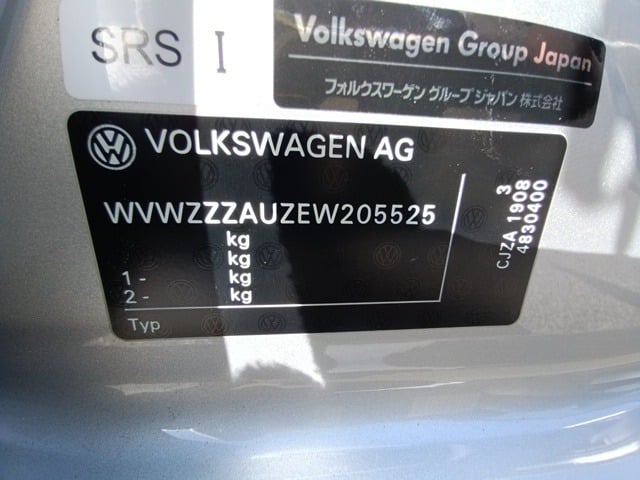 SRS I
Volkswagen Group Japan
フォルクスワーゲン グループ ジャパン 株式会社
VOLKSWAGEN AG
WVWZZZAUZEW205525
kg
kg
1 - kg
2 - kg
Typ
3
CJZA 1908
4830400